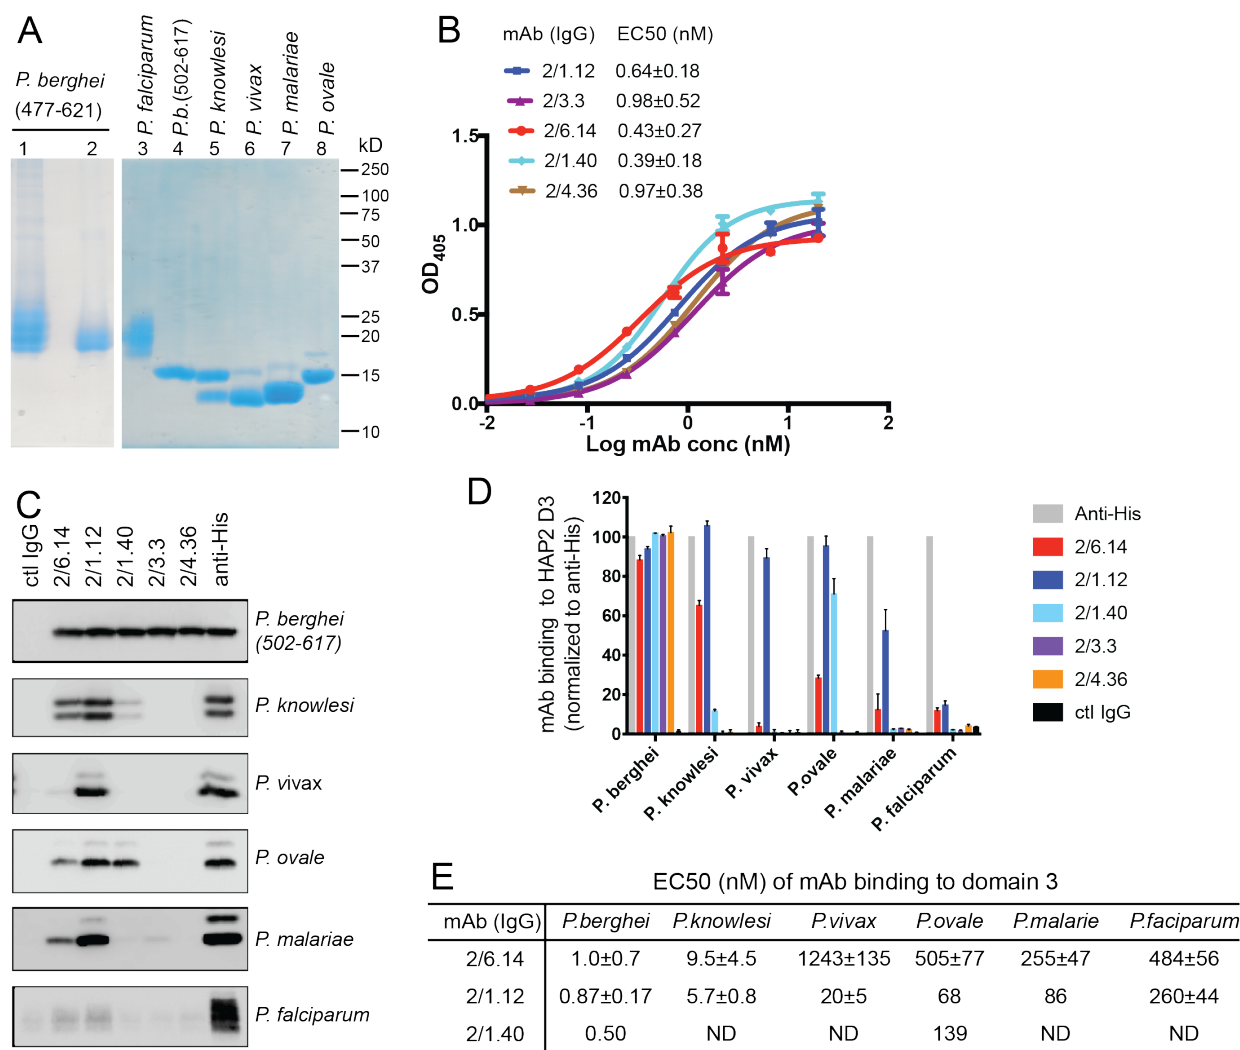 A
P. berghei
(477-621)
1
2
P. falciparum
P.b.(502-617)
P. knowlesi
P. vivax
P. malariae
P. ovale
3 4 5 6 7 8
kD
250
100
75
50
37
25
20
15
10
B
mAb (IgG) EC50 (nM)
2/1.12 0.64±0.18
2/3.3 0.98±0.52
2/6.14 0.43±0.27
2/1.40 0.39±0.18
2/4.36 0.97±0.38
OD405
1.5
1.0
0.5
0.0
-2 -1 0 1 2
Log mAb conc (nM)
C
ctl IgG
2/6.14
2/1.12
2/1.40
2/3.3
2/4.36
anti-His
P. berghei
(502-617)
P. knowlesi
P. vivax
P. ovale
P. malariae
P. falciparum
D
mAb binding to HAP2 D3
(normalized to anti-His)
120
100
80
60
40
20
0
P. berghei
P. knowlesi
P. vivax
P.ovale
P. malariae
P. falciparum
Anti-His
2/6.14
2/1.12
2/1.40
2/3.3
2/4.36
ctl IgG
E
EC50 (nM) of mAb binding to domain 3
mAb (IgG) P.berghei P.knowlesi P.vivax P.ovale P.malarie P.faciparum
2/6.14 1.0±0.7 9.5±4.5 1243±135 505±77 255±47 484±56
2/1.12 0.87±0.17 5.7±0.8 20±5 68 86 260±44
2/1.40 0.50 ND ND 139 ND ND